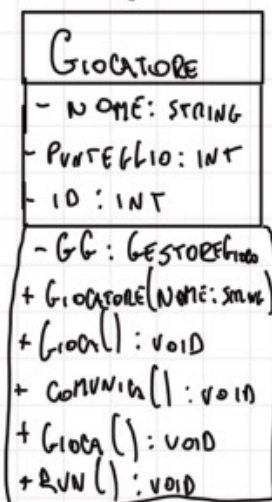 GIOCATORE
- NOME: STRING
- PUNTEGGIO: INT
- ID: INT
- GG: GESTOREGIOCO
+ GIOCATORE(NOME: STRING)
+ GIOCA(): VOID
+ COMUNICA(): VOID
+ GIOCA(): VOID
+ RUN(): VOID